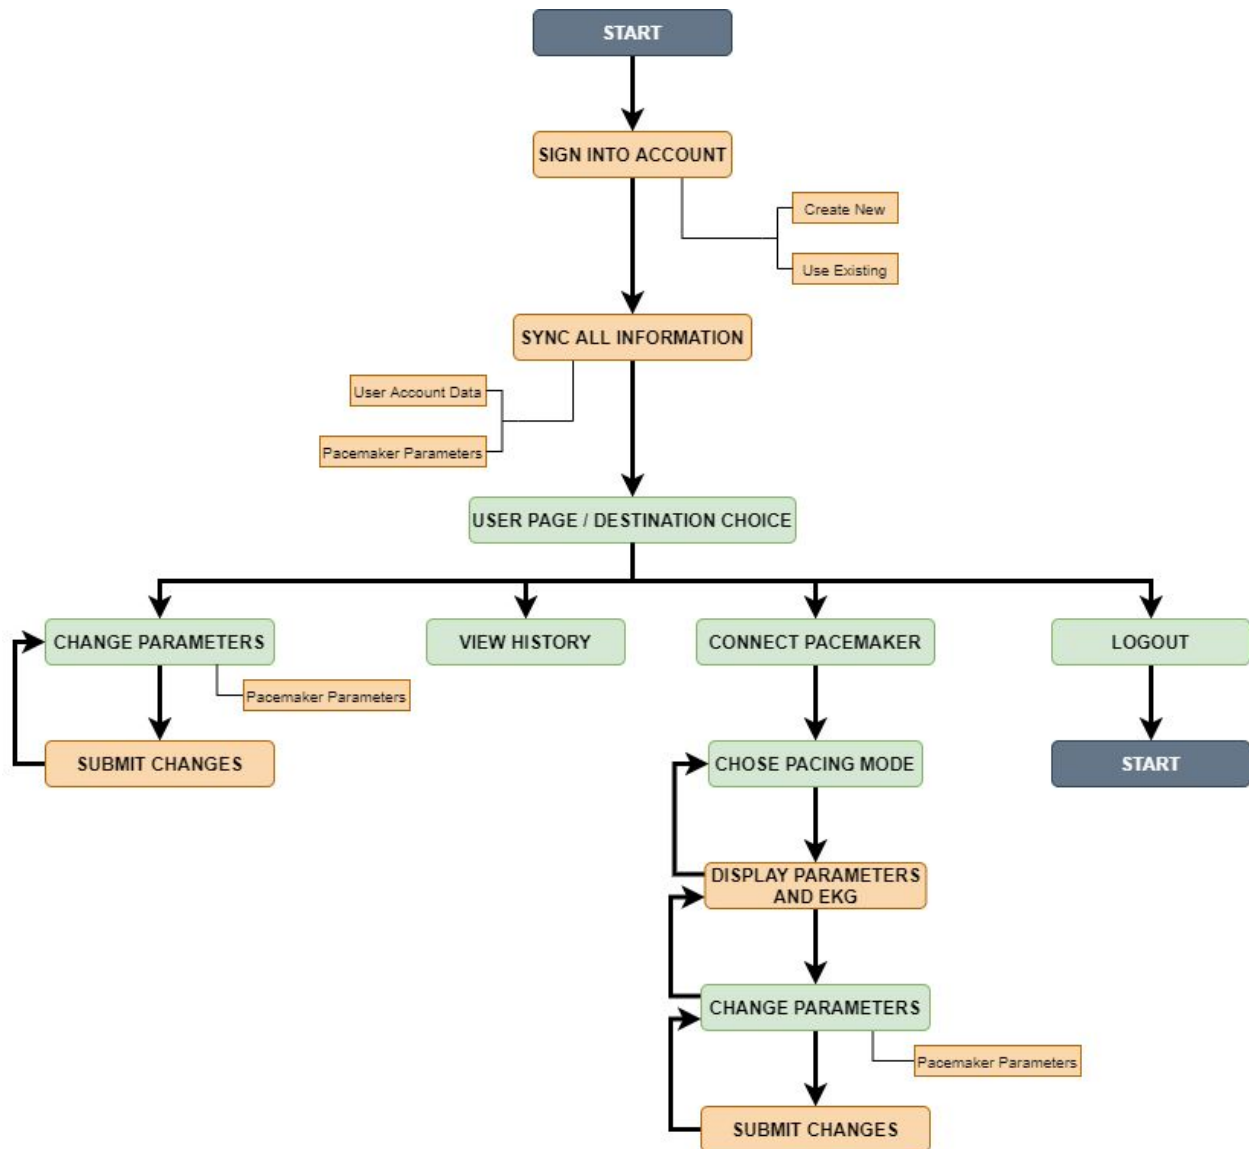 START
SIGN INTO ACCOUNT
Create New
Use Existing
SYNC ALL INFORMATION
User Account Data
Pacemaker Parameters
USER PAGE / DESTINATION CHOICE
CHANGE PARAMETERS
VIEW HISTORY
CONNECT PACEMAKER
LOGOUT
Pacemaker Parameters
SUBMIT CHANGES
CHOSE PACING MODE
START
DISPLAY PARAMETERS
AND EKG
CHANGE PARAMETERS
Pacemaker Parameters
SUBMIT CHANGES